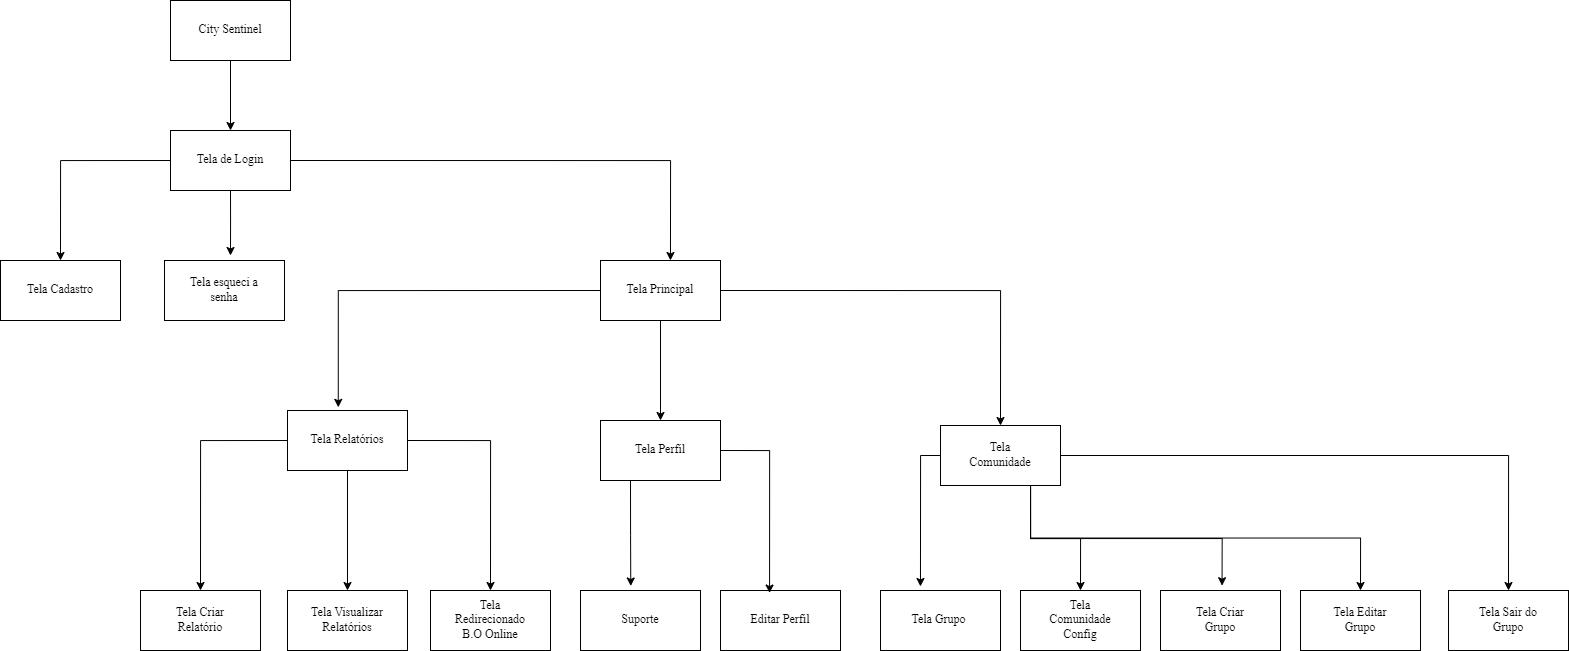 City Sentinel
Tela de Login
Tela Cadastro
Tela esqueci a
senha
Tela Principal
Tela Relatórios
Tela Perfil
Tela
Comunidade
Tela Criar
Relatório
Tela Visualizar
Relatórios
Tela
Redirecionado
B.O Online
Suporte
Editar Perfil
Tela Grupo
Tela
Comunidade
Config
Tela Criar
Grupo
Tela Editar
Grupo
Tela Sair do
Grupo